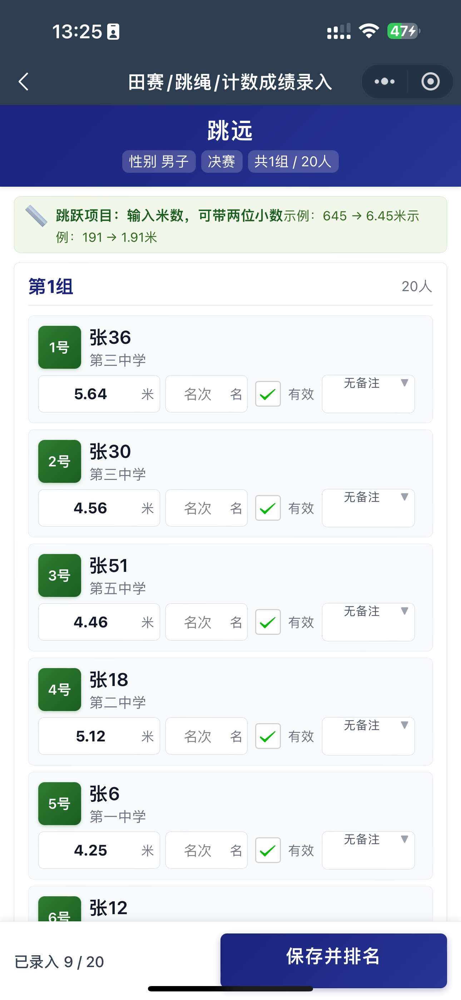 13:25
47
田赛/跳绳/计数成绩录入
跳远
性别 男子 决赛 共1组 / 20人
跳跃项目：输入米数，可带两位小数示例：645 → 6.45米示
例：191 → 1.91米
第1组 20人
1号 张36
第三中学
5.64 米 名次 名 有效 无备注 ▼
2号 张30
第三中学
4.56 米 名次 名 有效 无备注 ▼
3号 张51
第五中学
4.46 米 名次 名 有效 无备注 ▼
4号 张18
第二中学
5.12 米 名次 名 有效 无备注 ▼
5号 张6
第一中学
4.25 米 名次 名 有效 无备注 ▼
6号 张12
已录入 9 / 20 保存并排名